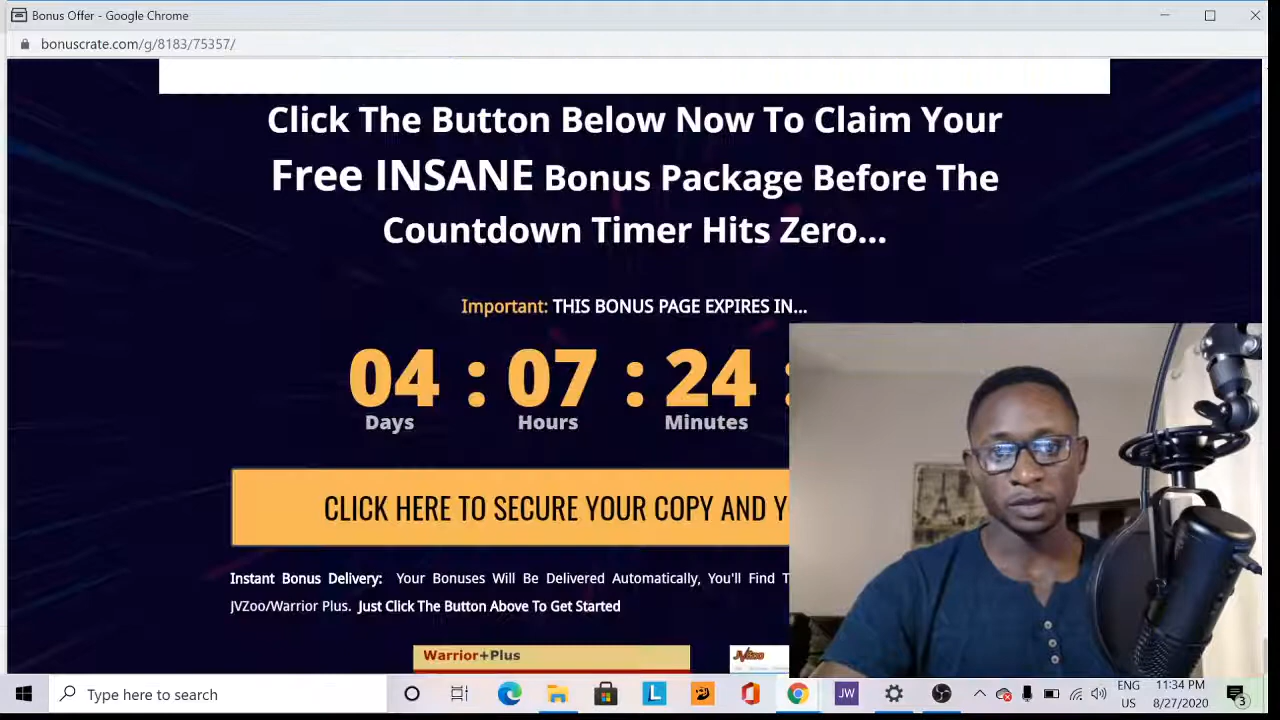 Bonus Offer - Google Chrome
bonuscrate.com/g/8183/75357/
Click The Button Below Now To Claim Your
Free INSANE Bonus Package Before The
Countdown Timer Hits Zero...
Important: THIS BONUS PAGE EXPIRES IN...
04 : 07 : 24 :
Days Hours Minutes
CLICK HERE TO SECURE YOUR COPY AND Y
Instant Bonus Delivery: Your Bonuses Will Be Delivered Automatically, You'll Find T
JVZoo/Warrior Plus. Just Click The Button Above To Get Started
Warrior+Plus
JVZoo
Type here to search
L
JW
ENG
US
11:34 PM
8/27/2020
3